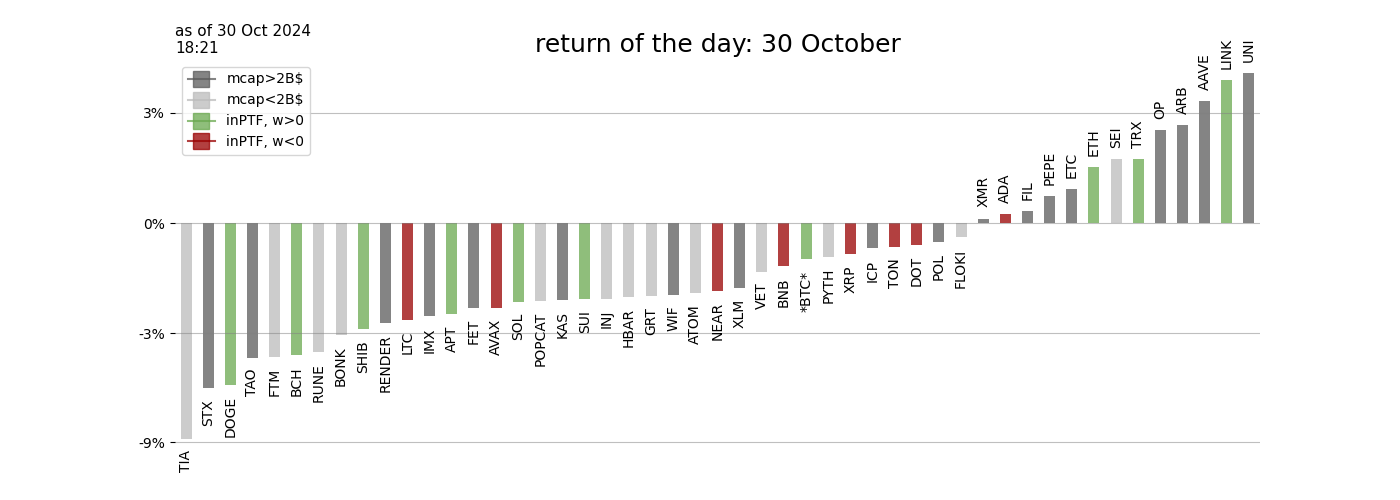 as of 30 Oct 2024
18:21
return of the day: 30 October
mcap>2B$
mcap<2B$
inPTF, w>0
inPTF, w<0
3%
0%
-3%
-9%
TIA
STX
DOGE
TAO
FTM
BCH
RUNE
BONK
SHIB
RENDER
LTC
IMX
APT
FET
AVAX
SOL
POPCAT
KAS
SUI
INJ
HBAR
GRT
WIF
ATOM
NEAR
XLM
VET
BNB
*BTC*
PYTH
XRP
ICP
TON
DOT
POL
FLOKI
XMR
ADA
FIL
PEPE
ETC
ETH
SEI
TRX
OP
ARB
AAVE
LINK
UNI